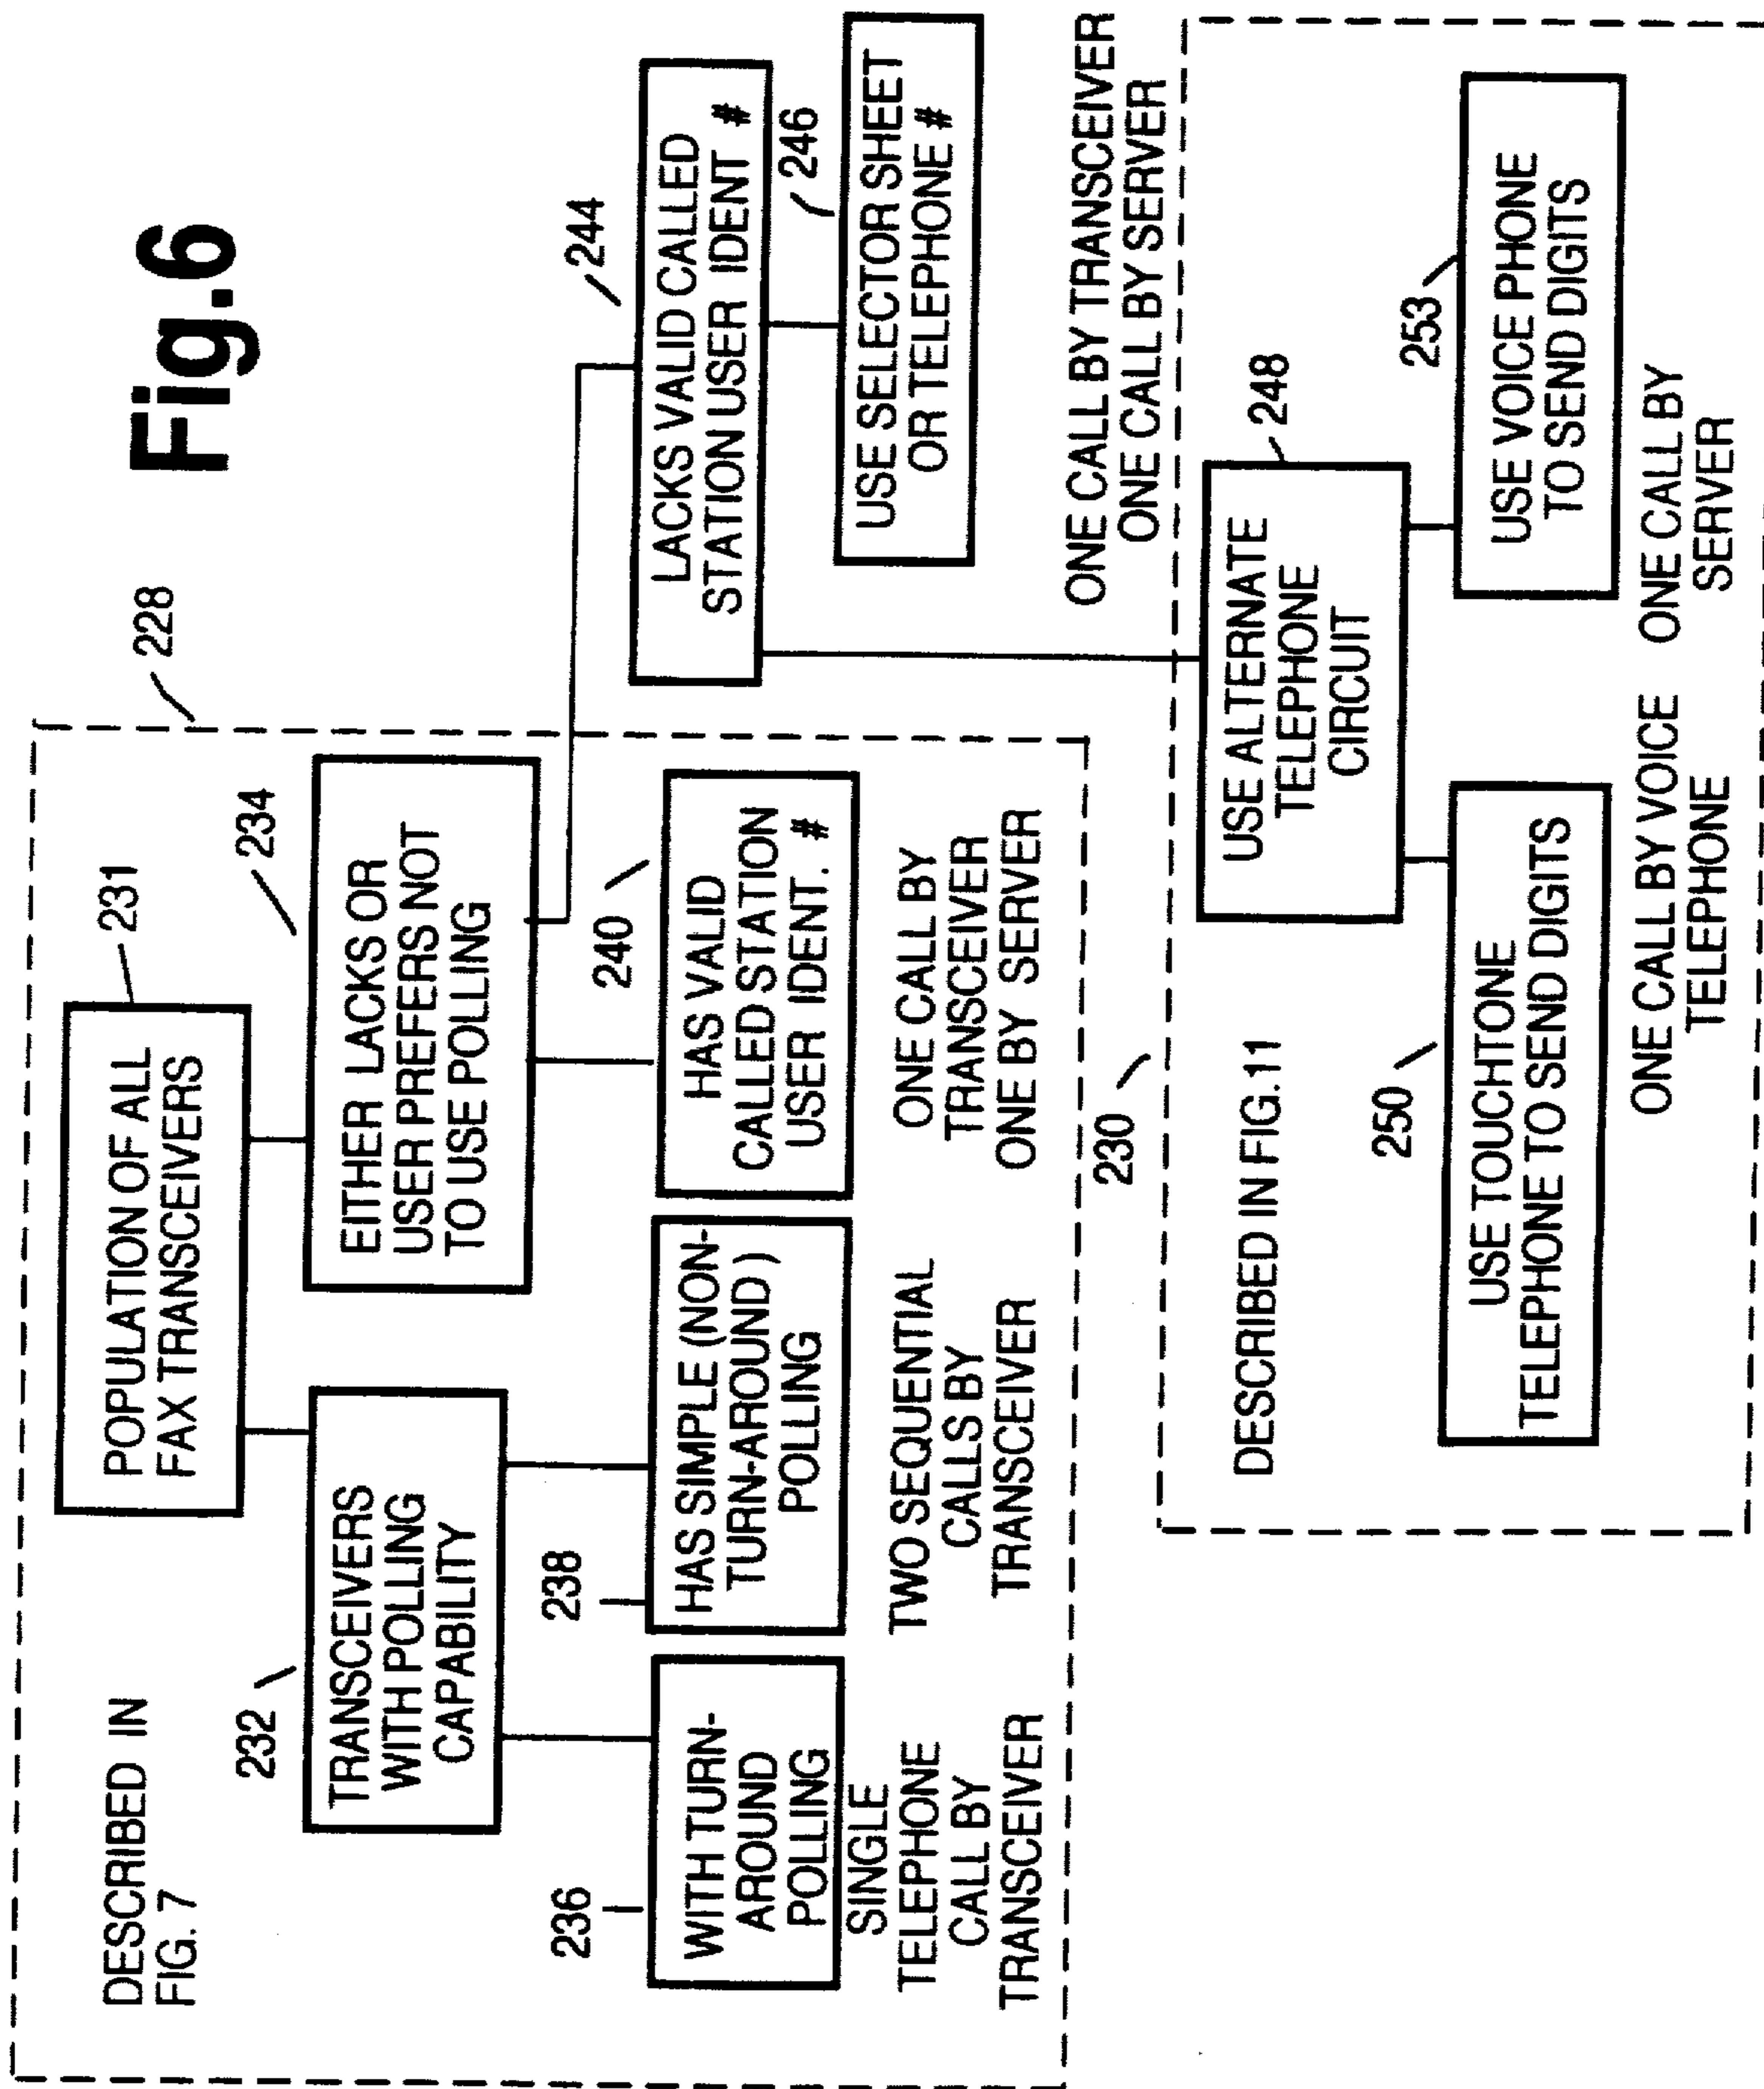 Fig.6
DESCRIBED IN
FIG. 7
228
231
POPULATION OF ALL
FAX TRANSCEIVERS
232
TRANSCEIVERS
WITH POLLING
CAPABILITY
234
EITHER LACKS OR
USER PREFERS NOT
TO USE POLLING
236
WITH TURN-
AROUND
POLLING
SINGLE
TELEPHONE
CALL BY
TRANSCEIVER
238
HAS SIMPLE (NON-
TURN-AROUND)
POLLING
TWO SEQUENTIAL
CALLS BY
TRANSCEIVER
240
HAS VALID
CALLED STATION
USER IDENT. #
ONE CALL BY
TRANSCEIVER
ONE BY SERVER
244
LACKS VALID CALLED
STATION USER IDENT #
246
USE SELECTOR SHEET
OR TELEPHONE #
ONE CALL BY TRANSCEIVER
ONE CALL BY SERVER
230
DESCRIBED IN FIG.11
248
USE ALTERNATE
TELEPHONE
CIRCUIT
250
USE TOUCHTONE
TELEPHONE TO SEND DIGITS
253
USE VOICE PHONE
TO SEND DIGITS
ONE CALL BY VOICE
TELEPHONE
ONE CALL BY
SERVER